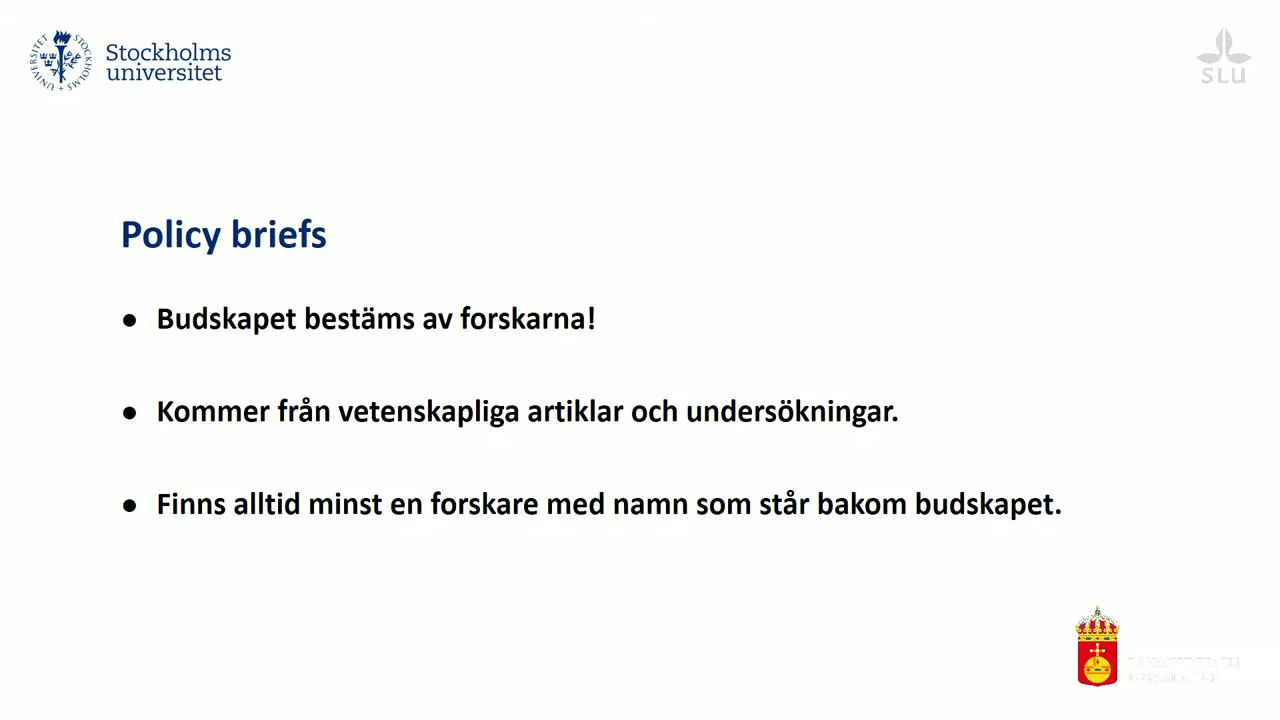 Stockholms
universitet
SLU
Policy briefs
● Budskapet bestäms av forskarna!
● Kommer från vetenskapliga artiklar och undersökningar.
● Finns alltid minst en forskare med namn som står bakom budskapet.